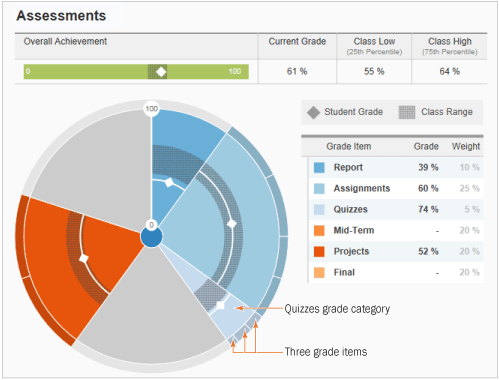 Assessments
Overall Achievement Current Grade Class Low Class High
(25th Percentile) (75th Percentile)
0 100 61 % 55 % 64 %
100
0
Student Grade Class Range
Grade Item Grade Weight
Report 39 % 10 %
Assignments 60 % 25 %
Quizzes 74 % 5 %
Mid-Term - 20 %
Projects 52 % 20 %
Final - 20 %
Quizzes grade category
Three grade items